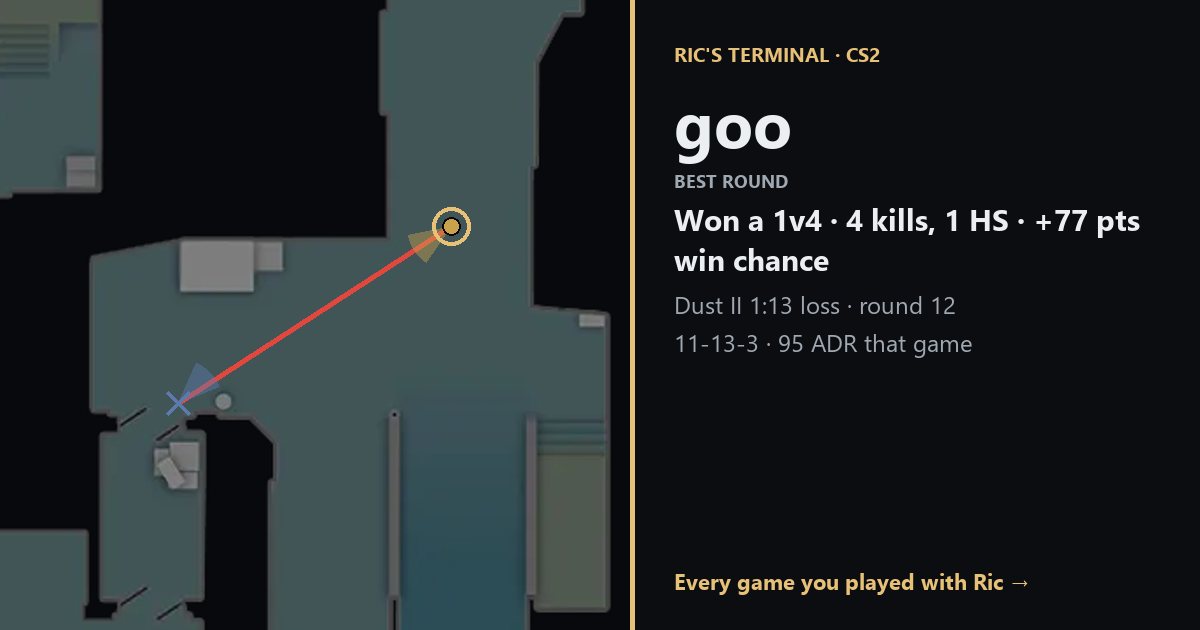 RIC'S TERMINAL · CS2
goo
BEST ROUND
Won a 1v4 · 4 kills, 1 HS · +77 pts
win chance
Dust II 1:13 loss · round 12
11-13-3 · 95 ADR that game
Every game you played with Ric →